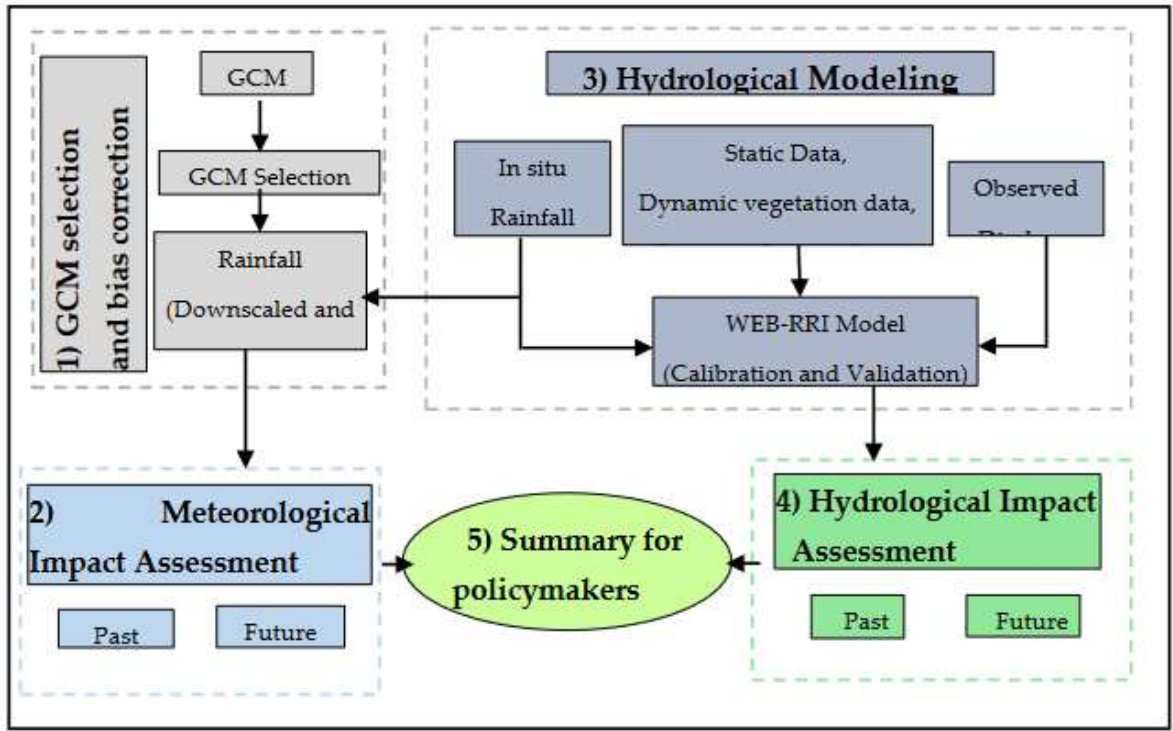 1) GCM selection
and bias correction
GCM
GCM Selection
Rainfall
(Downscaled and
3) Hydrological Modeling
In situ
Rainfall
Static Data,
Dynamic vegetation data,
Observed
WEB-RRI Model
(Calibration and Validation)
2) Meteorological
Impact Assessment
Past
Future
5) Summary for
policymakers
4) Hydrological Impact
Assessment
Past
Future